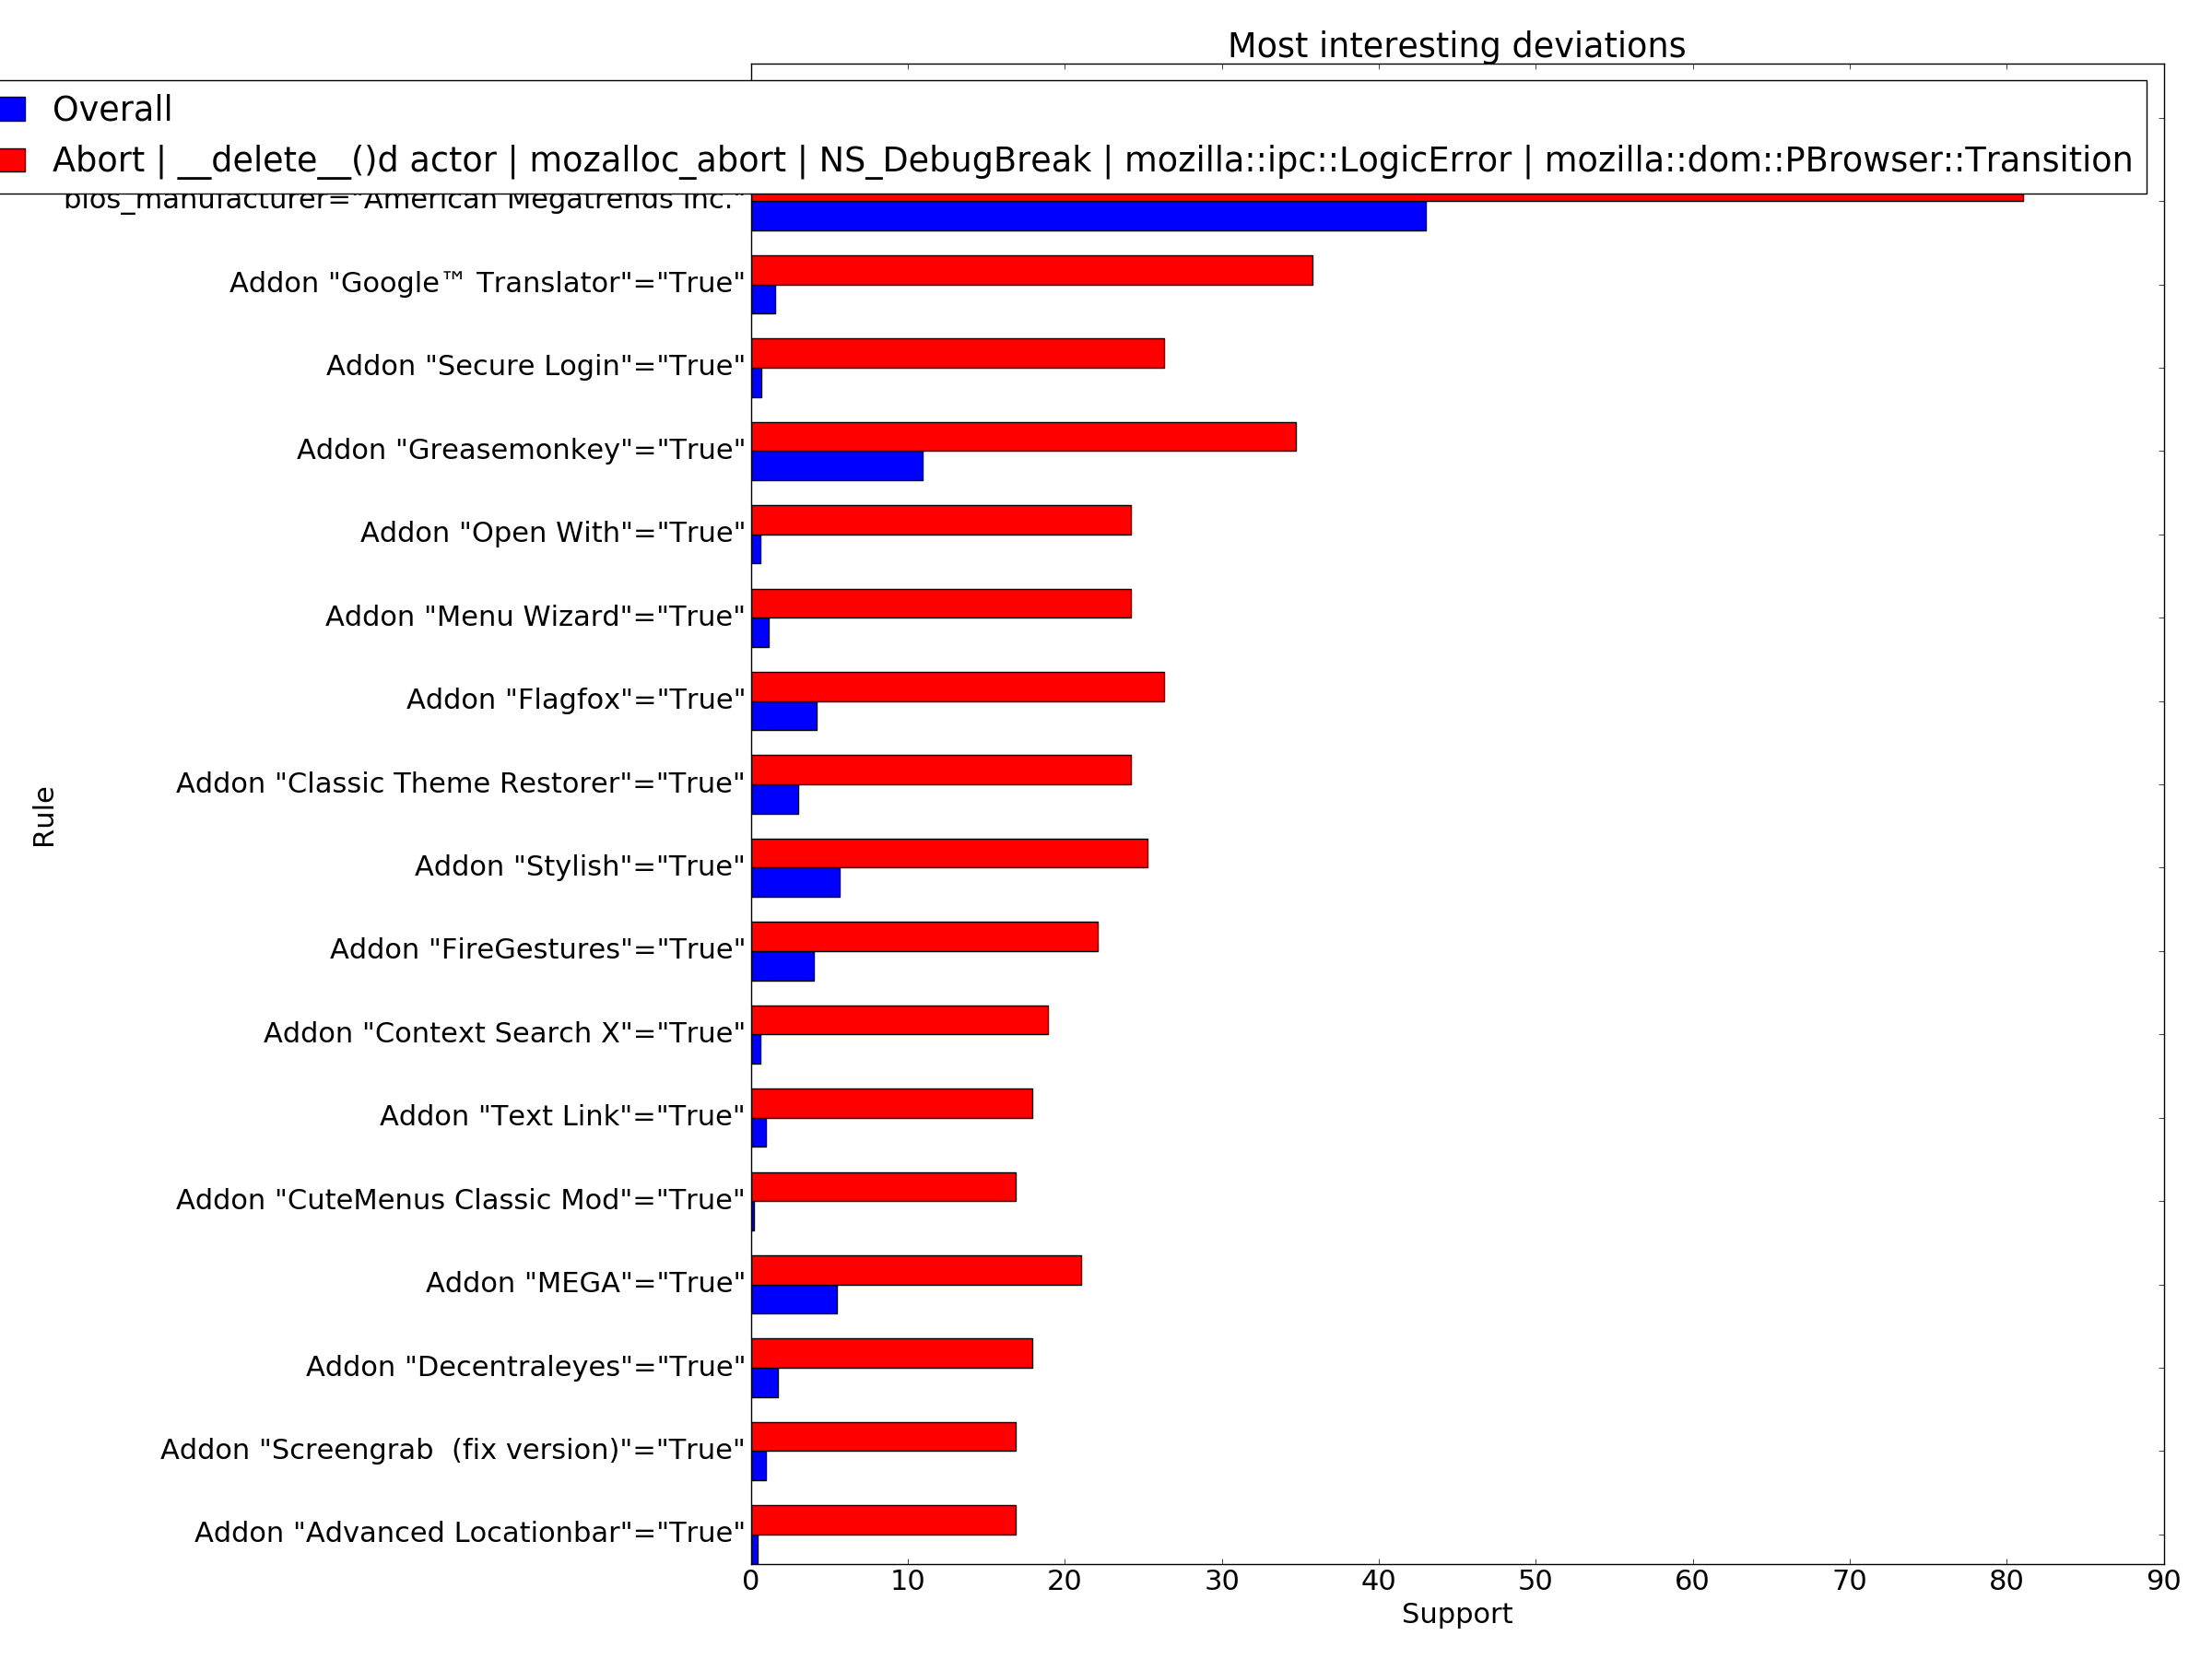 Most interesting deviations
Overall
Abort | __delete__()d actor | mozalloc_abort | NS_DebugBreak | mozilla::ipc::LogicError | mozilla::dom::PBrowser::Transition
bios_manufacturer="American Megatrends Inc."
Addon "Google™ Translator"="True"
Addon "Secure Login"="True"
Addon "Greasemonkey"="True"
Addon "Open With"="True"
Addon "Menu Wizard"="True"
Addon "Flagfox"="True"
Addon "Classic Theme Restorer"="True"
Rule
Addon "Stylish"="True"
Addon "FireGestures"="True"
Addon "Context Search X"="True"
Addon "Text Link"="True"
Addon "CuteMenus Classic Mod"="True"
Addon "MEGA"="True"
Addon "Decentraleyes"="True"
Addon "Screengrab  (fix version)"="True"
Addon "Advanced Locationbar"="True"
0 10 20 30 40 50 60 70 80 90
Support